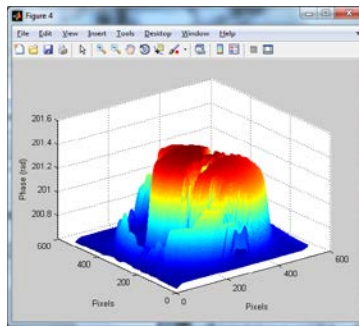 Figure 4
File Edit View Insert Tools Desktop Window Help
201.6
201.4
201.2
201
200.8
Phase (rad)
600
400
200
0
Pixels
0
200
400
600
Pixels